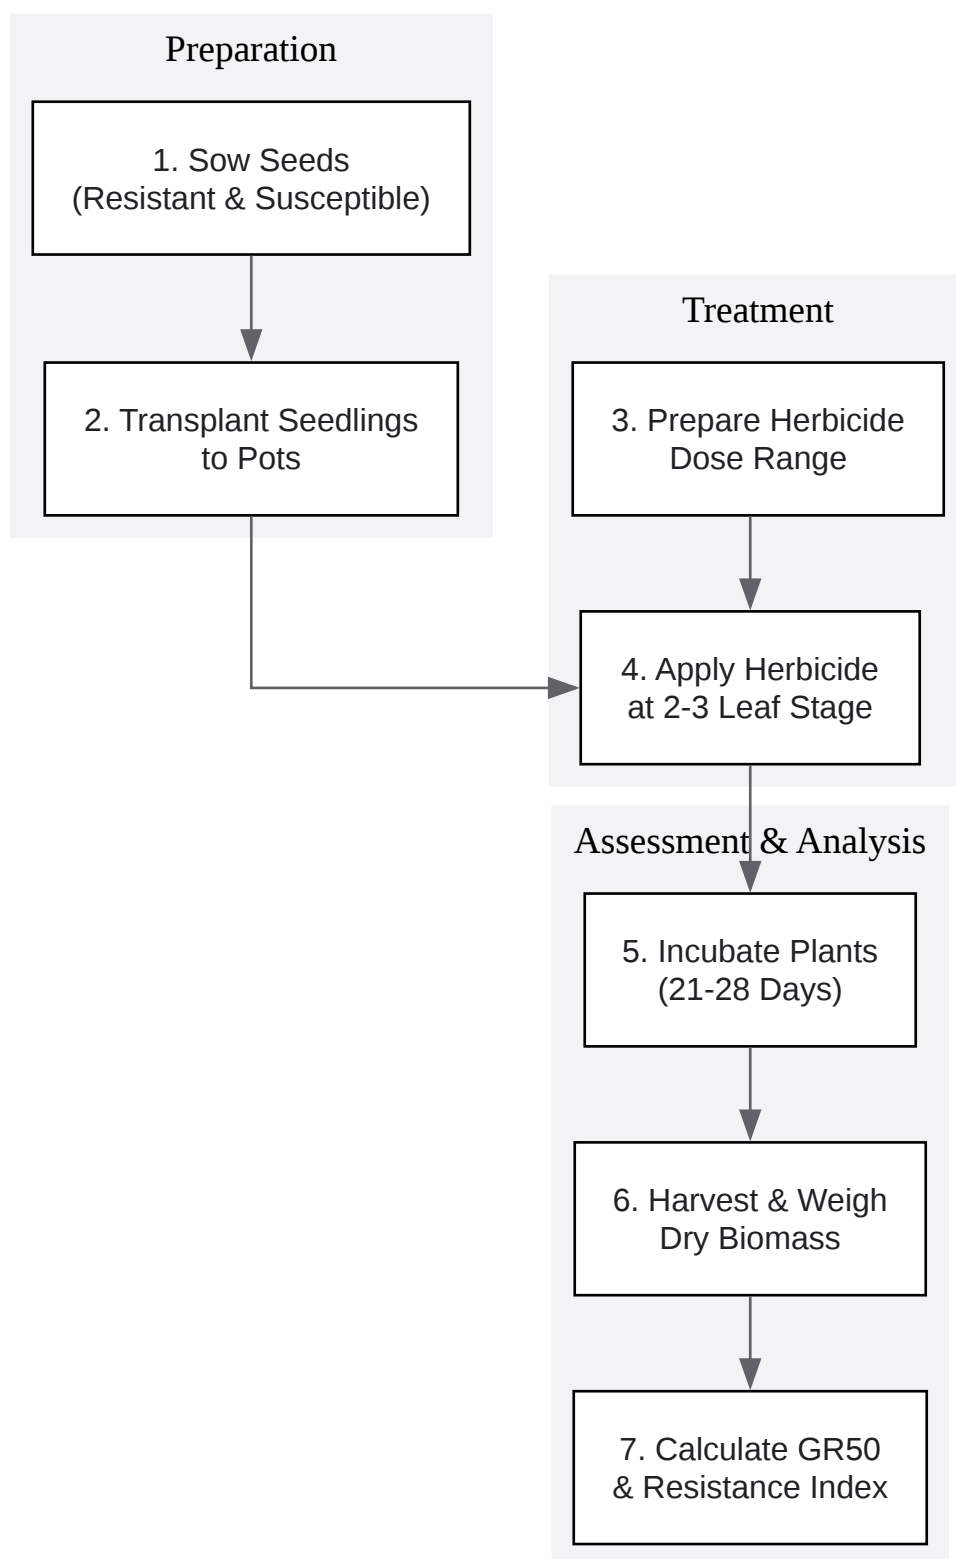 Preparation
1. Sow Seeds
(Resistant & Susceptible)
2. Transplant Seedlings
to Pots
Treatment
3. Prepare Herbicide
Dose Range
4. Apply Herbicide
at 2-3 Leaf Stage
Assessment & Analysis
5. Incubate Plants
(21-28 Days)
6. Harvest & Weigh
Dry Biomass
7. Calculate GR50
& Resistance Index